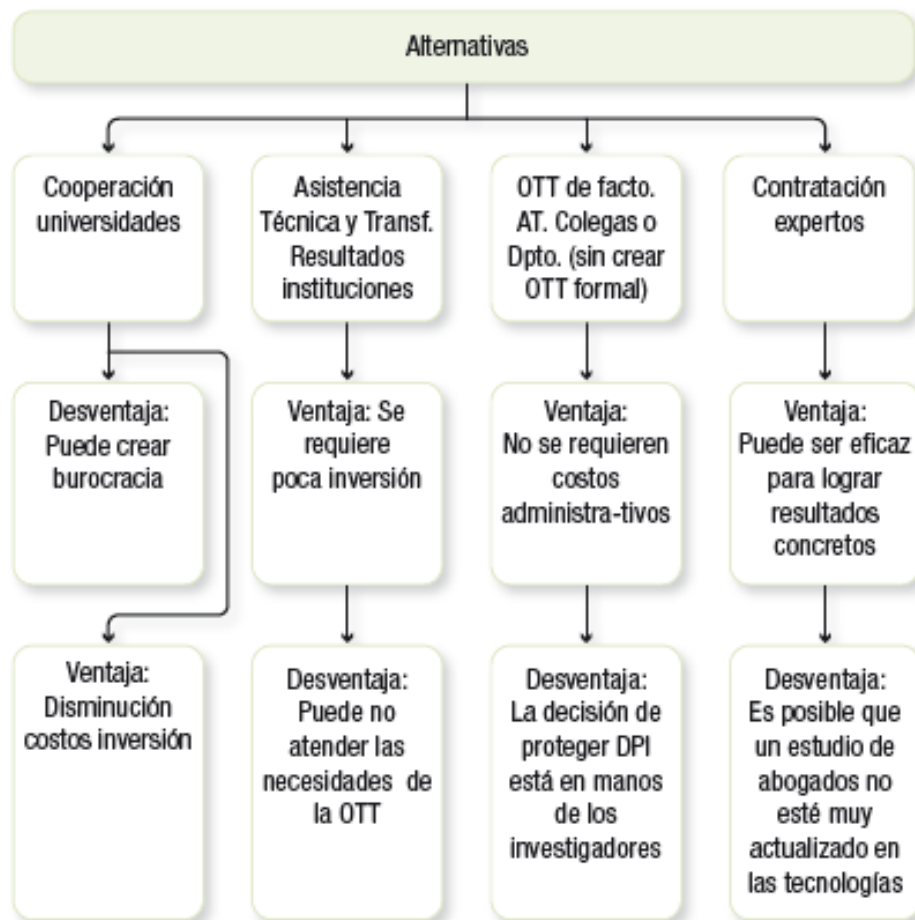 Alternativas
Cooperación
universidades
Asistencia
Técnica y Transf.
Resultados
instituciones
OTT de facto.
AT. Colegas o
Dpto. (sin crear
OTT formal)
Contratación
expertos
Desventaja:
Puede crear
burocracia
Ventaja: Se
requiere
poca inversión
Ventaja:
No se requieren
costos
administra-tivos
Ventaja:
Puede ser eficaz
para lograr
resultados
concretos
Ventaja:
Disminución
costos inversión
Desventaja:
Puede no
atender las
necesidades de
la OTT
Desventaja:
La decisión de
proteger DPI
está en manos
de los
investigadores
Desventaja:
Es posible que
un estudio de
abogados no
esté muy
actualizado en
las tecnologías